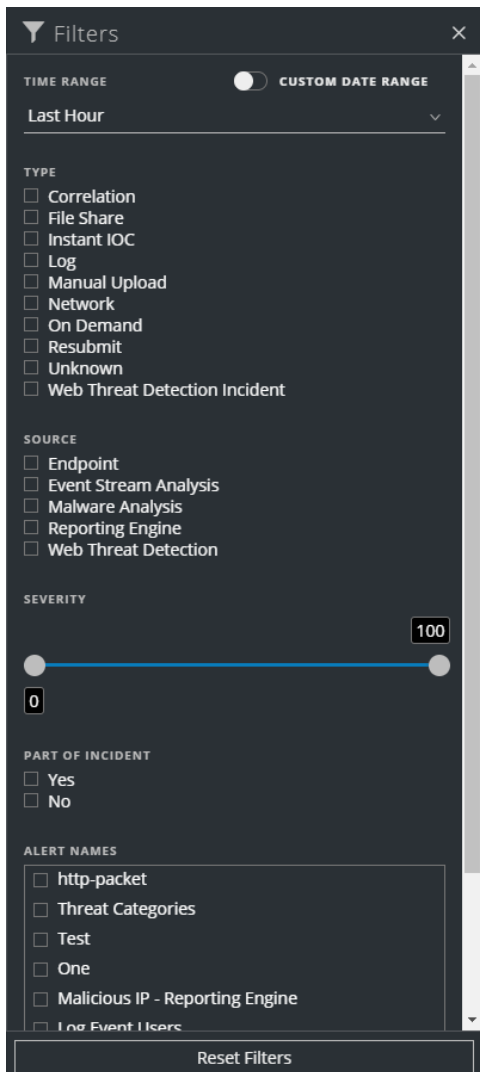 Filters
TIME RANGE CUSTOM DATE RANGE
Last Hour
TYPE
Correlation
File Share
Instant IOC
Log
Manual Upload
Network
On Demand
Resubmit
Unknown
Web Threat Detection Incident
SOURCE
Endpoint
Event Stream Analysis
Malware Analysis
Reporting Engine
Web Threat Detection
SEVERITY
100
0
PART OF INCIDENT
Yes
No
ALERT NAMES
http-packet
Threat Categories
Test
One
Malicious IP - Reporting Engine
Log Event Users
Reset Filters